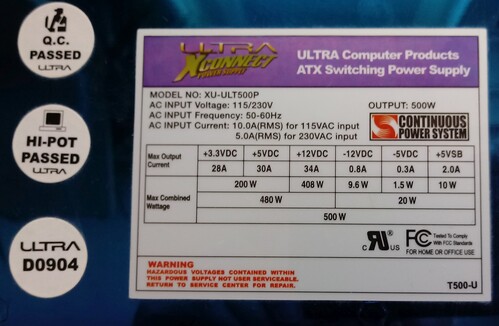 Q.C.
PASSED
ULTRA
HI-POT
PASSED
ULTRA
ULTRA
D0904
ULTRA
X CONNECT
POWER SUPPLY
ULTRA Computer Products
ATX Switching Power Supply
MODEL NO: XU-ULT500P
AC INPUT Voltage: 115/230V OUTPUT: 500W
AC INPUT Frequency: 50-60Hz
AC INPUT Current: 10.0A(RMS) for 115VAC input
5.0A(RMS) for 230VAC input
CONTINUOUS
POWER SYSTEM
Max Output Current +3.3VDC +5VDC +12VDC -12VDC -5VDC +5VSB
28A 30A 34A 0.8A 0.3A 2.0A
Max Combined Wattage 200 W 408 W 9.6 W 1.5 W 10 W
480 W 20 W
500 W
c RU US
FC Tested To Comply
With FCC Standards
FOR HOME OR OFFICE USE
WARNING
HAZARDOUS VOLTAGES CONTAINED WITHIN
THIS POWER SUPPLY NOT USER SERVICEABLE.
RETURN TO SERVICE CENTER FOR REPAIR.
T500-U